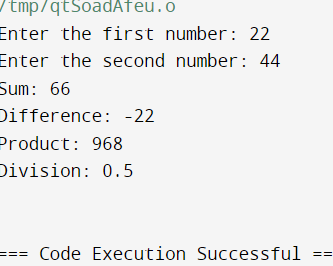 /tmp/qtSoadAfeu.o
Enter the first number: 22
Enter the second number: 44
Sum: 66
Difference: -22
Product: 968
Division: 0.5
=== Code Execution Successful ==